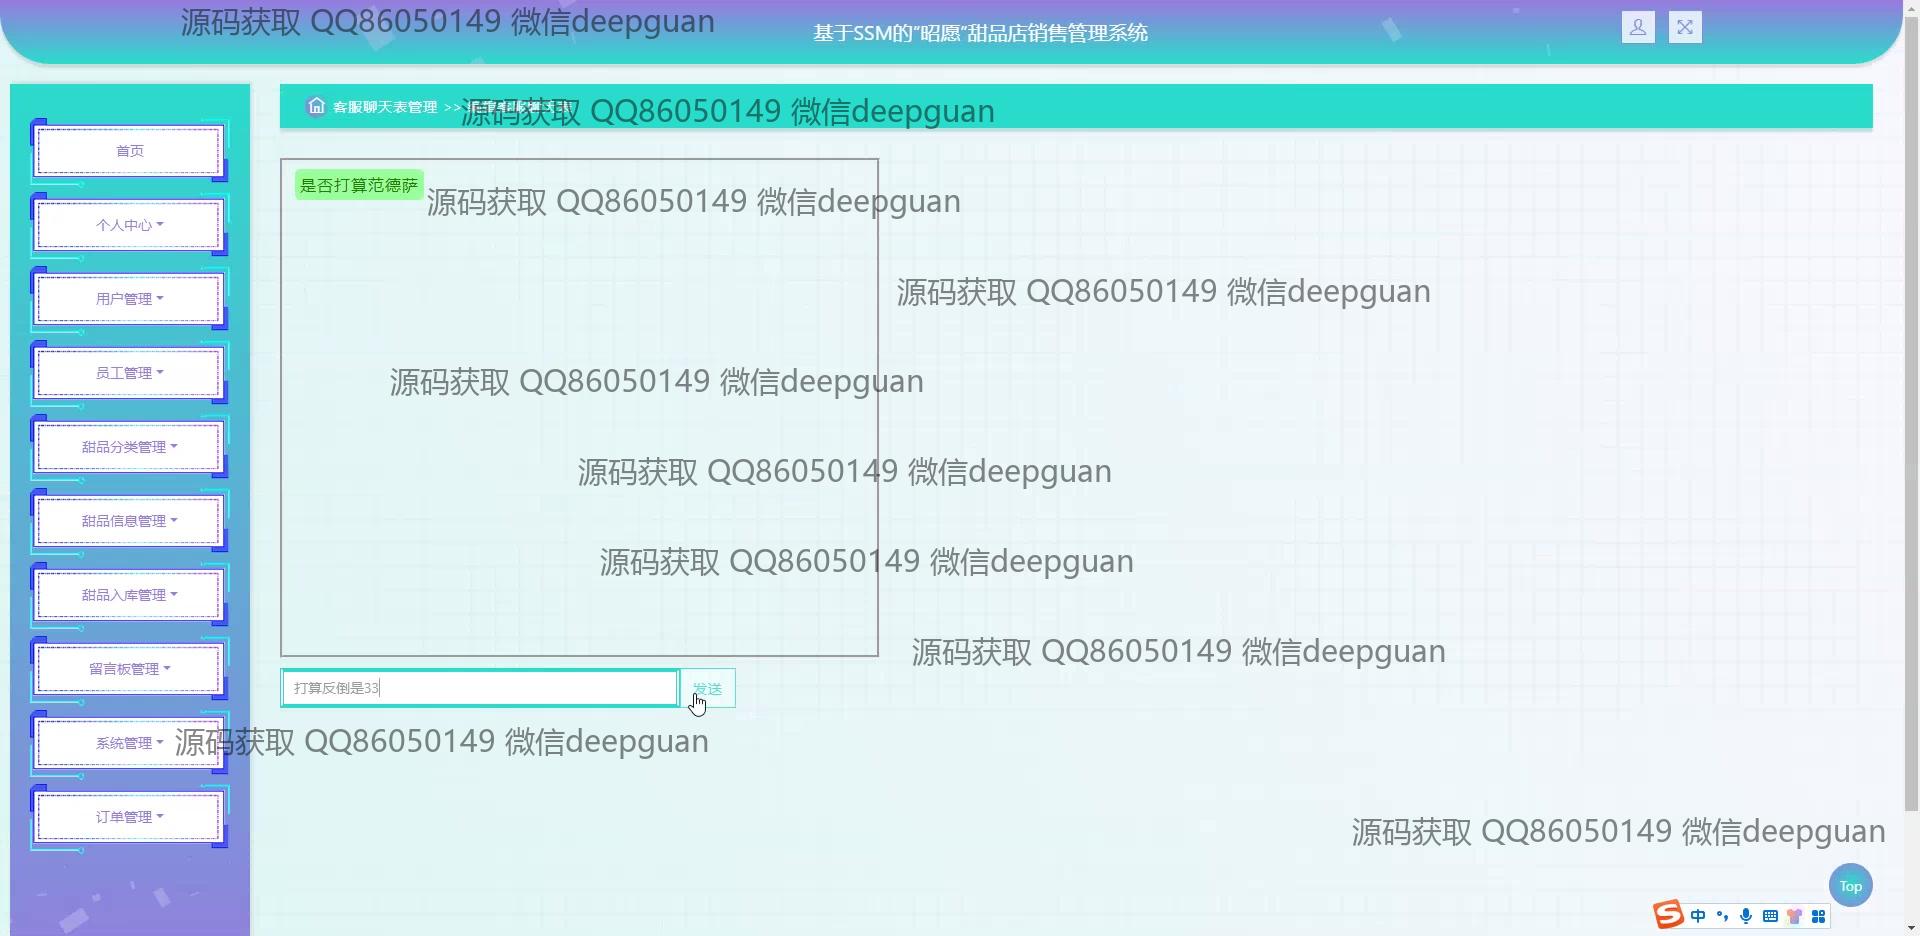 源码获取 QQ86050149 微信deepguan
基于SSM的“昭愿”甜品店销售管理系统
客服聊天表管理 >>
源码获取 QQ86050149 微信deepguan
首页
是否打算范德萨
源码获取 QQ86050149 微信deepguan
个人中心
源码获取 QQ86050149 微信deepguan
用户管理
员工管理
源码获取 QQ86050149 微信deepguan
甜品分类管理
源码获取 QQ86050149 微信deepguan
甜品信息管理
源码获取 QQ86050149 微信deepguan
甜品入库管理
源码获取 QQ86050149 微信deepguan
留言板管理
打算反倒是33
发送
系统管理
源码获取 QQ86050149 微信deepguan
订单管理
源码获取 QQ86050149 微信deepguan
Top
中